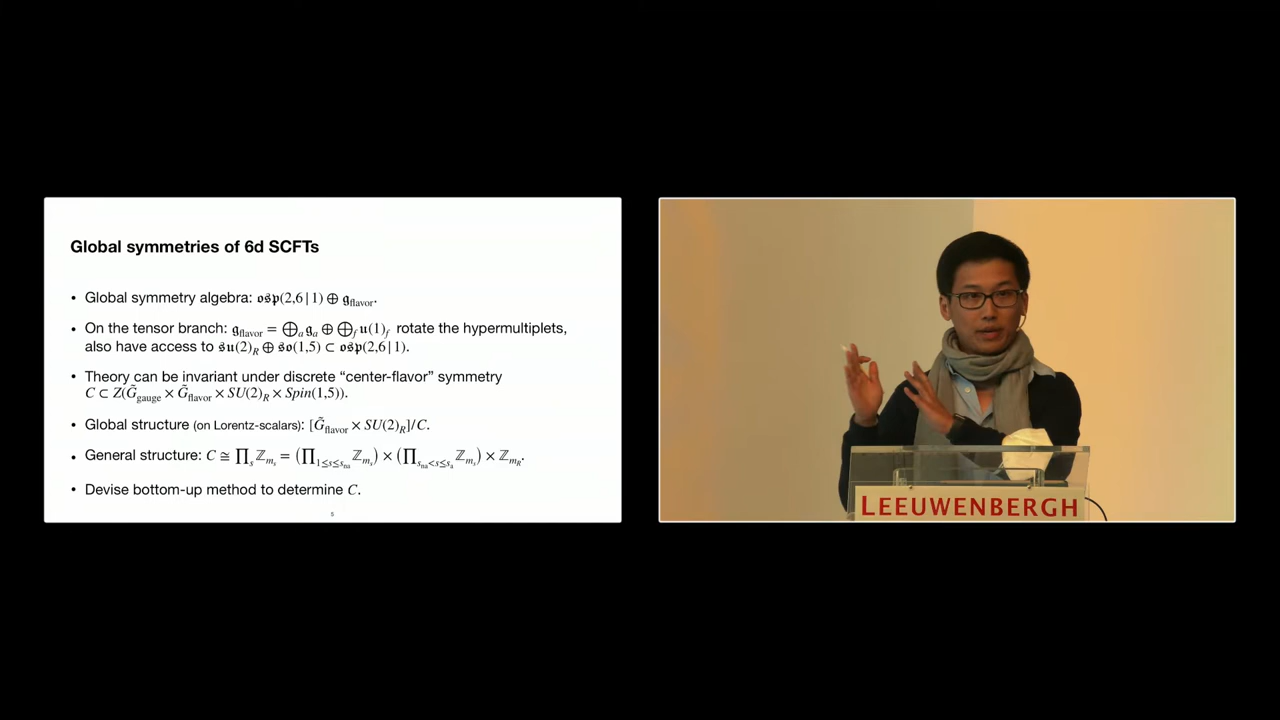 Global symmetries of 6d SCFTs
• Global symmetry algebra: 𝔬𝔰𝔭(2,6 | 1) ⊕ 𝔤_flavor.
• On the tensor branch: 𝔤_flavor = ⨁_a 𝔤_a ⊕ ⨁_f 𝔲(1)_f rotate the hypermultiplets,
also have access to 𝔰𝔲(2)_R ⊕ 𝔰𝔬(1,5) ⊂ 𝔬𝔰𝔭(2,6 | 1).
• Theory can be invariant under discrete “center-flavor” symmetry
C ⊂ Z(G̃_gauge × G̃_flavor × SU(2)_R × Spin(1,5)).
• Global structure (on Lorentz-scalars): [G̃_flavor × SU(2)_R]/C.
• General structure: C ≅ ∏_s ℤ_{m_s} = (∏_{1≤s≤s_na} ℤ_{m_s}) × (∏_{s_na<s≤s_a} ℤ_{m_s}) × ℤ_{m_R}.
• Devise bottom-up method to determine C.
5
LEEUWENBERGH